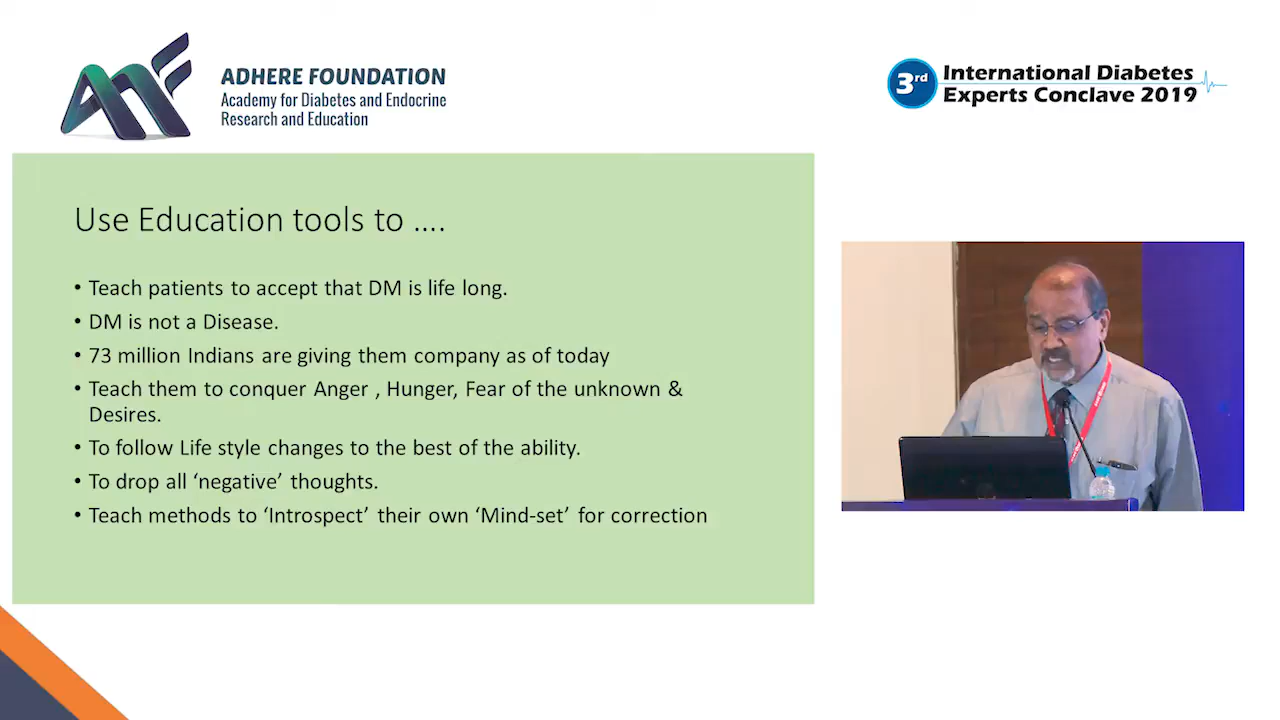 ADHERE FOUNDATION
Academy for Diabetes and Endocrine
Research and Education
3rd
International Diabetes
Experts Conclave 2019
Use Education tools to ....
• Teach patients to accept that DM is life long.
• DM is not a Disease.
• 73 million Indians are giving them company as of today
• Teach them to conquer Anger , Hunger, Fear of the unknown &
Desires.
• To follow Life style changes to the best of the ability.
• To drop all ‘negative’ thoughts.
• Teach methods to ‘Introspect’ their own ‘Mind-set’ for correction